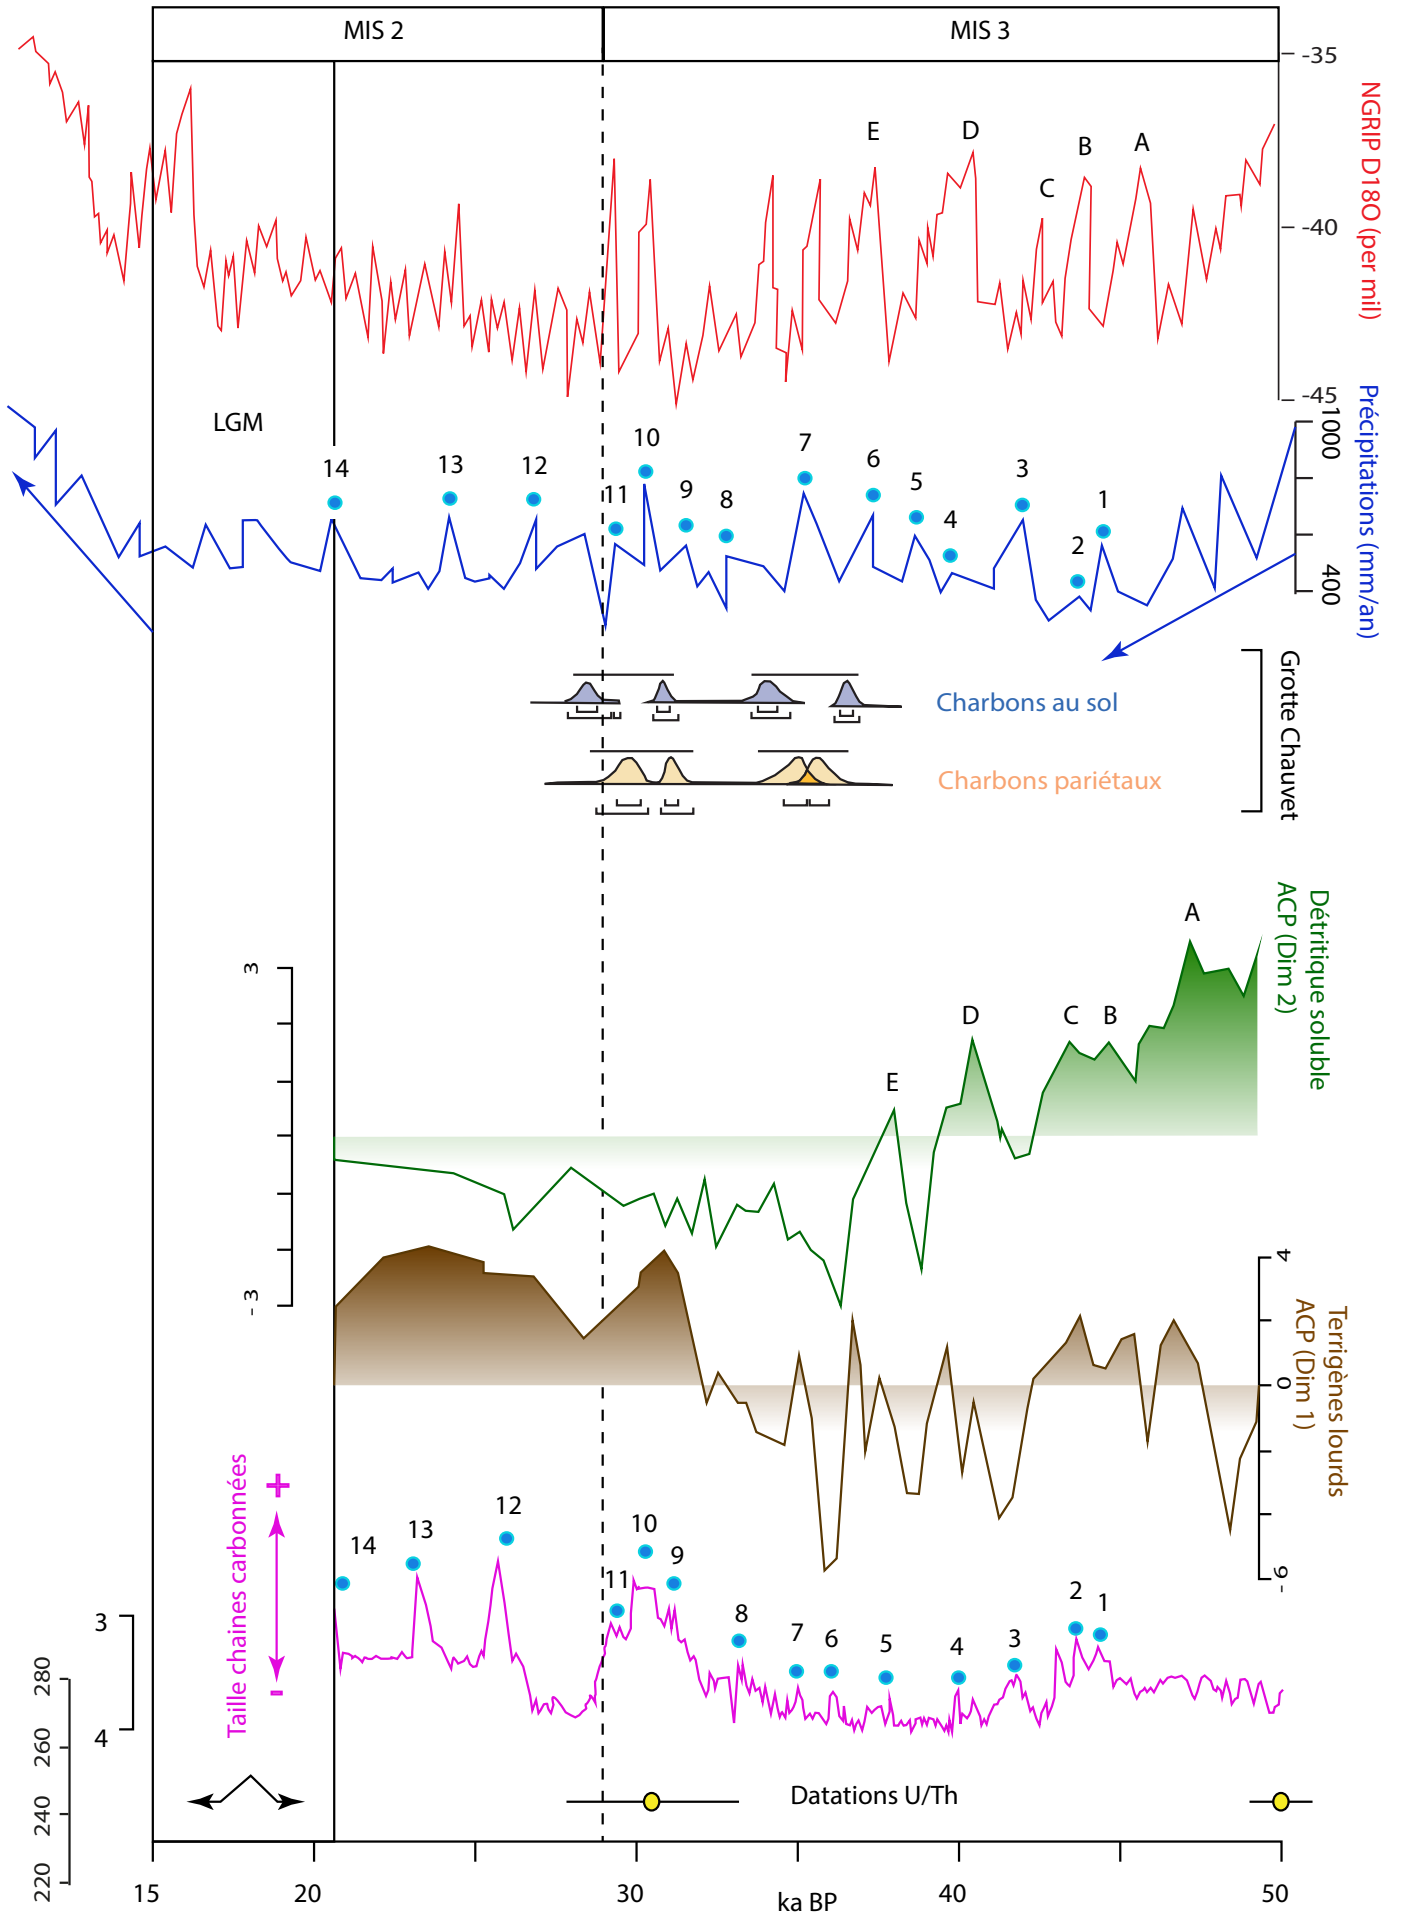 MIS 2
MIS 3
-35
-40
-45
NGRIP D18O (per mil)
E
D
C
B
A
1000
400
Précipitations (mm/an)
LGM
14
13
12
11
10
9
8
7
6
5
4
3
2
1
Charbons au sol
Charbons pariétaux
Grotte Chauvet
A
B
C
D
E
Détritique soluble
ACP (Dim 2)
3
- 3
4
0
- 6
Terrigènes lourds
ACP (Dim 1)
Taille chaines carbonnées
+
-
14
13
12
11
10
9
8
7
6
5
4
3
2
1
3
4
280
260
240
220
Datations U/Th
15
20
30
40
50
ka BP